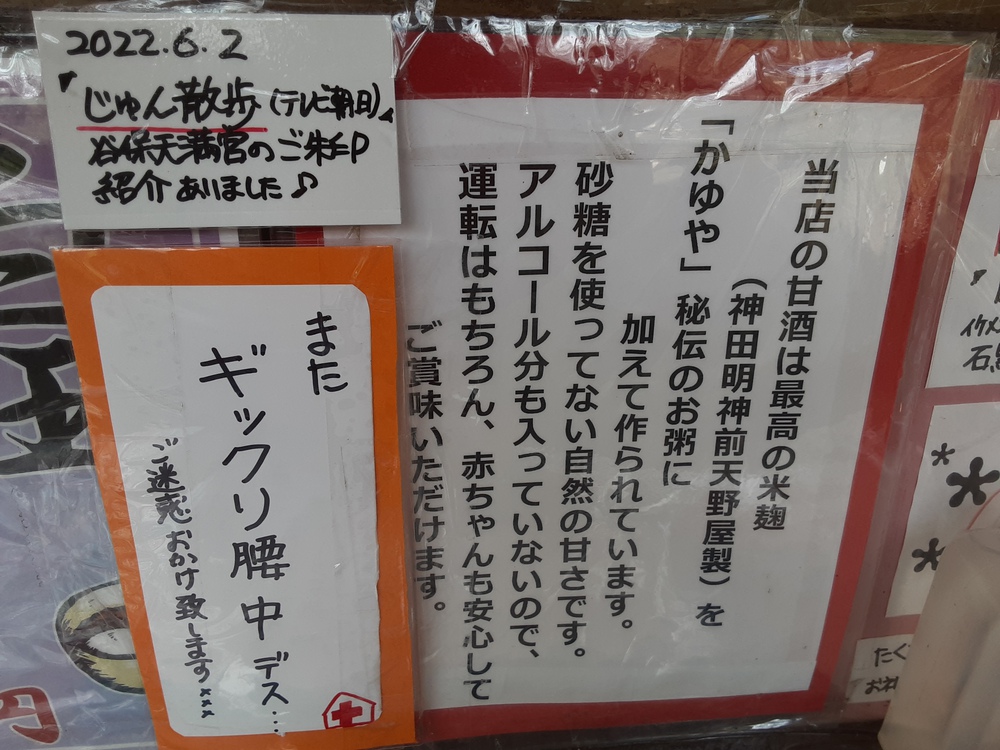 2022.6.2
「じゅん散歩(テレビ朝日)」
谷保天満宮のご朱印
紹介ありました♪
当店の甘酒は最高の米麹
(神田明神前天野屋製)を
「かゆや」秘伝のお粥に
加えて作られています。
砂糖を使ってない自然の甘さです。
アルコール分も入っていないので、
運転はもちろん、赤ちゃんも安心して
ご賞味いただけます。
また
ギックリ腰中デス…
ご迷惑おかけ致します×××
イケメ
たく
円